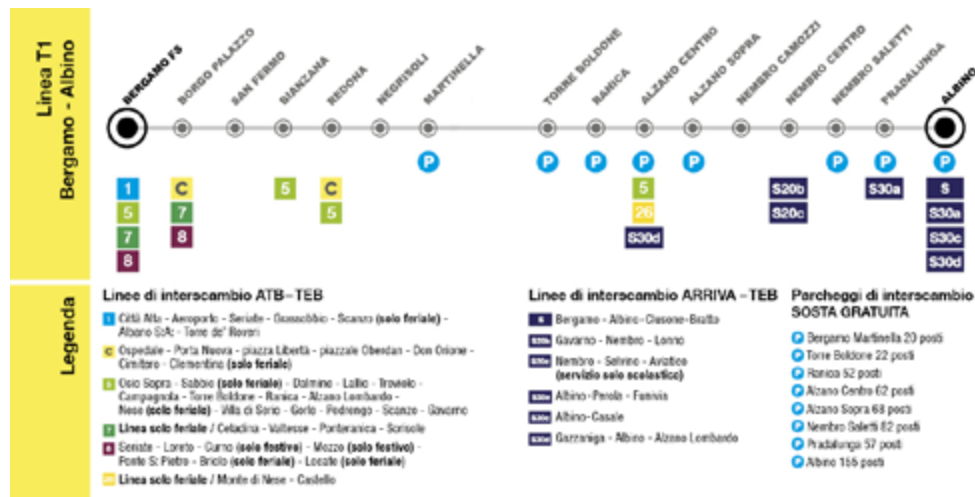 Linea T1
Bergamo - Albino
BERGAMO FS
BORGO PALAZZO
SAN FERMO
BIANZANA
REDONA
NEGRISOLI
MARTINELLA
TORRE BOLDONE
RANICA
ALZANO CENTRO
ALZANO SOPRA
NEMBRO CAMOZZI
NEMBRO CENTRO
NEMBRO SALETTI
PRADALUNGA
ALBINO
P P P P P P P P
1 C 5 C 5 S20b S30a S
5 7 5 26 S20c S30a
7 8 S30d S30c
8 S30d
Legenda
Linee di interscambio ATB-TEB
1 Città Alta - Aeroporto - Seriate - Grassobbio - Scanzo (solo feriale) -
Albano S.A. - Torre de' Roveri
C Ospedale - Porta Nuova - piazza Libertà - piazzale Oberdan - Don Orione -
Cimitero - Clementina (solo feriale)
5 Osio Sopra - Sabbio (solo feriale) - Dalmine - Lallio - Treviolo -
Campagnola - Torre Boldone - Ranica - Alzano Lombardo -
Nese (solo feriale) - Villa di Serio - Gorle - Pedrengo - Scanzo - Gavarno
7 Linea solo feriale / Celadina - Valtesse - Ponteranica - Sorisole
8 Seriate - Loreto - Curno (solo festivo) - Mozzo (solo festivo) -
Ponte S. Pietro - Briolo (solo feriale) - Locate (solo feriale)
26 Linea solo feriale / Monte di Nese - Castello
Linee di interscambio ARRIVA - TEB
S Bergamo - Albino-Clusone-Bratto
S20b Gavarno - Nembro - Lonno
S20c Nembro - Selvino - Aviatico
(servizio solo scolastico)
S30a Albino-Perola - Funivia
S30c Albino-Casale
S30d Gazzaniga - Albino - Alzano Lombardo
Parcheggi di interscambio
SOSTA GRATUITA
P Bergamo Martinella 20 posti
P Torre Boldone 22 posti
P Ranica 52 posti
P Alzano Centro 62 posti
P Alzano Sopra 68 posti
P Nembro Saletti 82 posti
P Pradalunga 57 posti
P Albino 155 posti